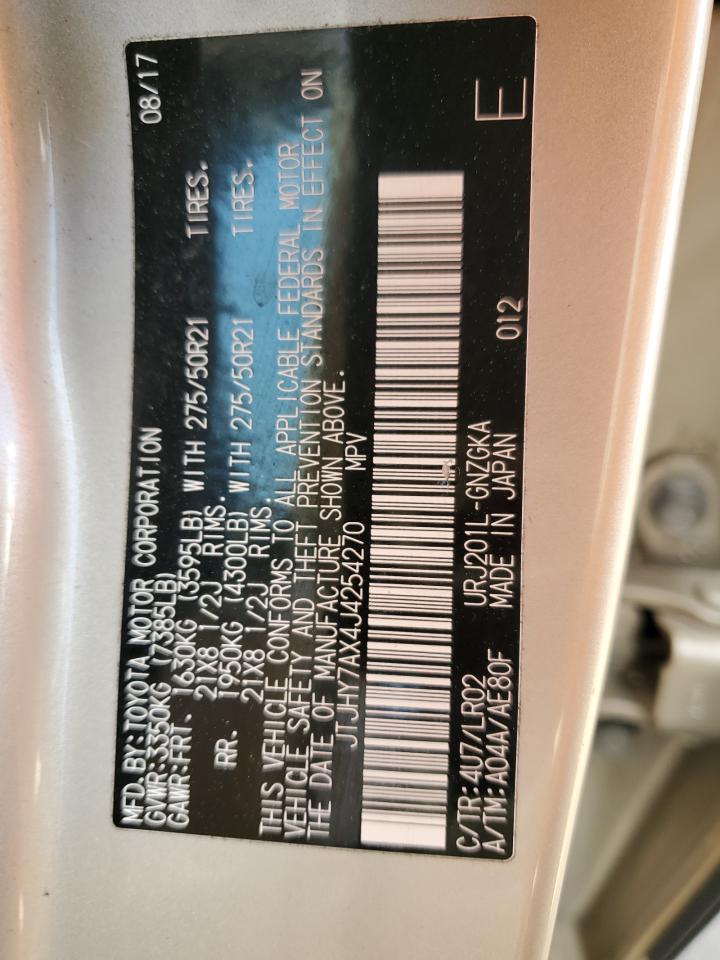 MFD.BY:TOYOTA MOTOR CORPORATION 08/17
GVWR:3350KG (7385LB)
GAWR:FRT. 1630KG (3595LB) WITH 275/50R21 TIRES.
21X8 1/2J RIMS.
RR. 1950KG (4300LB) WITH 275/50R21 TIRES.
21X8 1/2J RIMS
THIS VEHICLE CONFORMS TO ALL APPLICABLE FEDERAL MOTOR
VEHICLE SAFETY AND THEFT PREVENTION STANDARDS IN EFFECT ON
THE DATE OF MANUFACTURE SHOWN ABOVE.
JTJHY7AX4J4254270 MPV
C/TR:4U7/LR02 URJ201L-GNZGKA
A/TM:A04A/AE80F MADE IN JAPAN 012 E